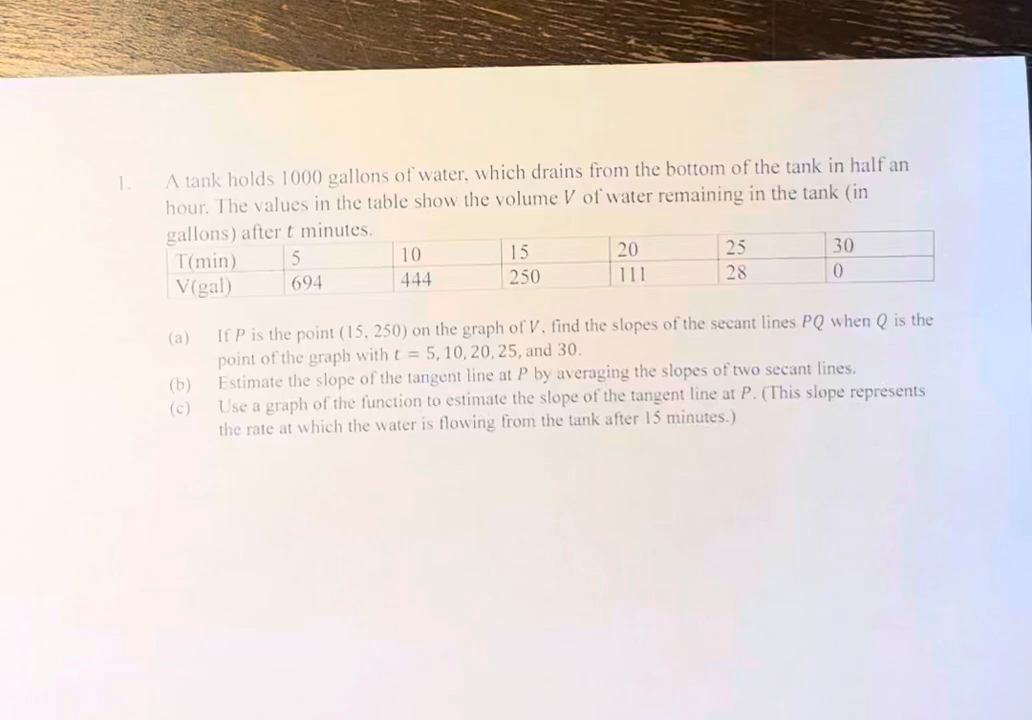 1. A tank holds 1000 gallons of water, which drains from the bottom of the tank in half an
hour. The values in the table show the volume V of water remaining in the tank (in
gallons) after t minutes.
T(min) 5 10 15 20 25 30
V(gal) 694 444 250 111 28 0
(a) If P is the point (15, 250) on the graph of V, find the slopes of the secant lines PQ when Q is the
point of the graph with t = 5, 10, 20, 25, and 30.
(b) Estimate the slope of the tangent line at P by averaging the slopes of two secant lines.
(c) Use a graph of the function to estimate the slope of the tangent line at P. (This slope represents
the rate at which the water is flowing from the tank after 15 minutes.)